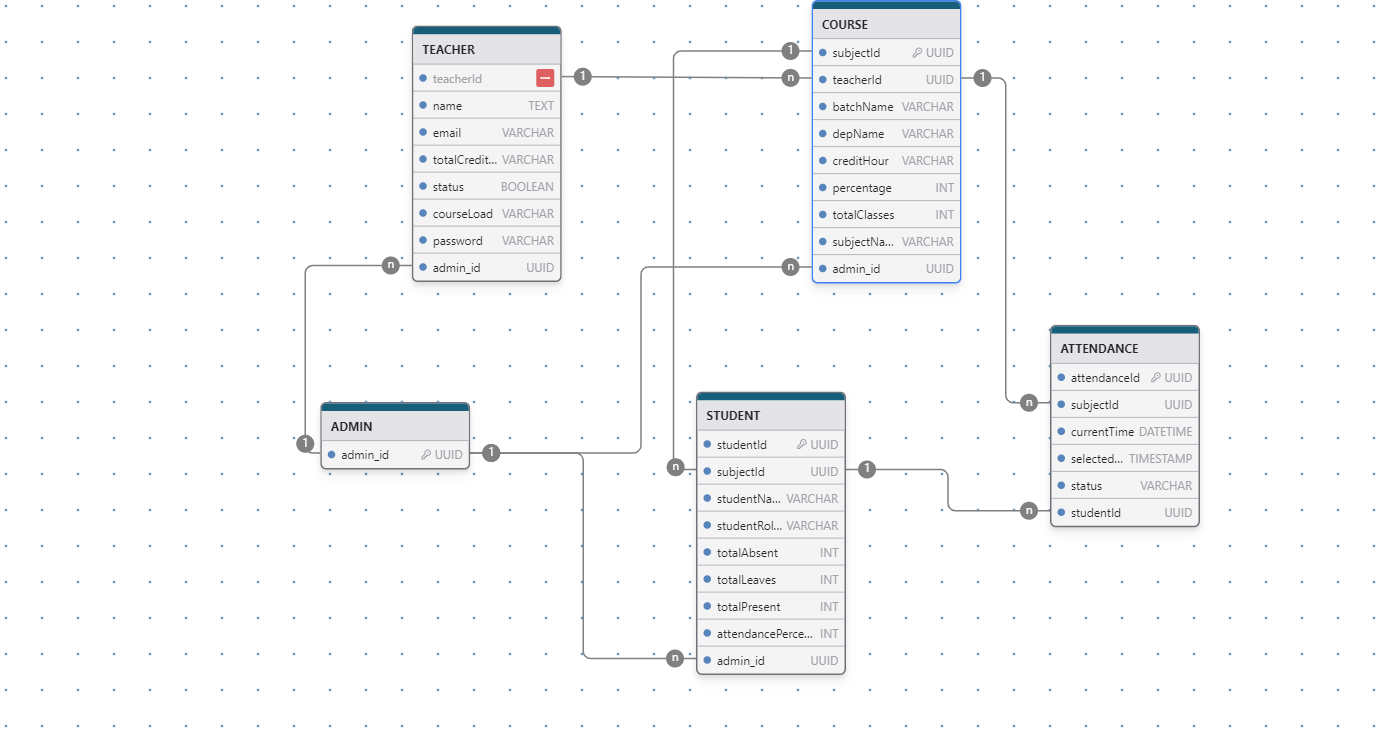 TEACHER
teacherId
name TEXT
email VARCHAR
totalCredit... VARCHAR
status BOOLEAN
courseLoad VARCHAR
password VARCHAR
admin_id UUID
1
n
1
n
COURSE
subjectId UUID
teacherId UUID
batchName VARCHAR
depName VARCHAR
creditHour VARCHAR
percentage INT
totalClasses INT
subjectNa... VARCHAR
admin_id UUID
1
n
n
1
ADMIN
admin_id UUID
1
STUDENT
studentId UUID
subjectId UUID
studentNa... VARCHAR
studentRol... VARCHAR
totalAbsent INT
totalLeaves INT
totalPresent INT
attendancePerce... INT
admin_id UUID
n
n
1
ATTENDANCE
attendanceId UUID
subjectId UUID
currentTime DATETIME
selected... TIMESTAMP
status VARCHAR
studentId UUID
n
n